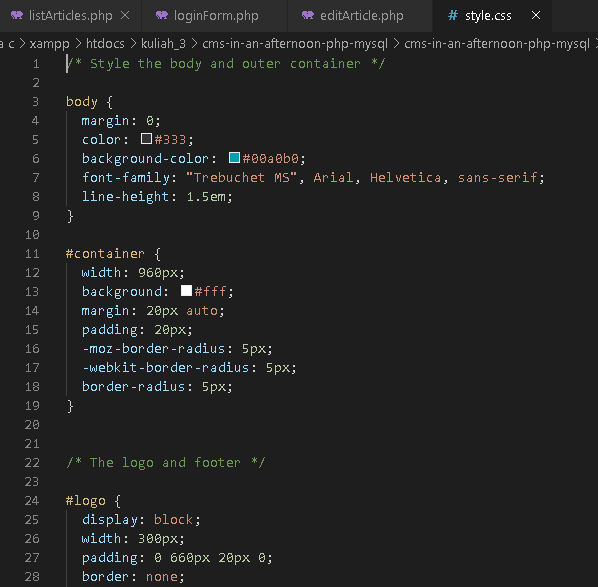 listArticles.php loginForm.php editArticle.php # style.css
a c > xampp > htdocs > kuliah_3 > cms-in-an-afternoon-php-mysql > cms-in-an-afternoon-php-mysql >
1 /* Style the body and outer container */
2
3 body {
4 margin: 0;
5 color: #333;
6 background-color: #00a0b0;
7 font-family: "Trebuchet MS", Arial, Helvetica, sans-serif;
8 line-height: 1.5em;
9 }
10
11 #container {
12 width: 960px;
13 background: #fff;
14 margin: 20px auto;
15 padding: 20px;
16 -moz-border-radius: 5px;
17 -webkit-border-radius: 5px;
18 border-radius: 5px;
19 }
20
21
22 /* The logo and footer */
23
24 #logo {
25 display: block;
26 width: 300px;
27 padding: 0 660px 20px 0;
28 border: none;